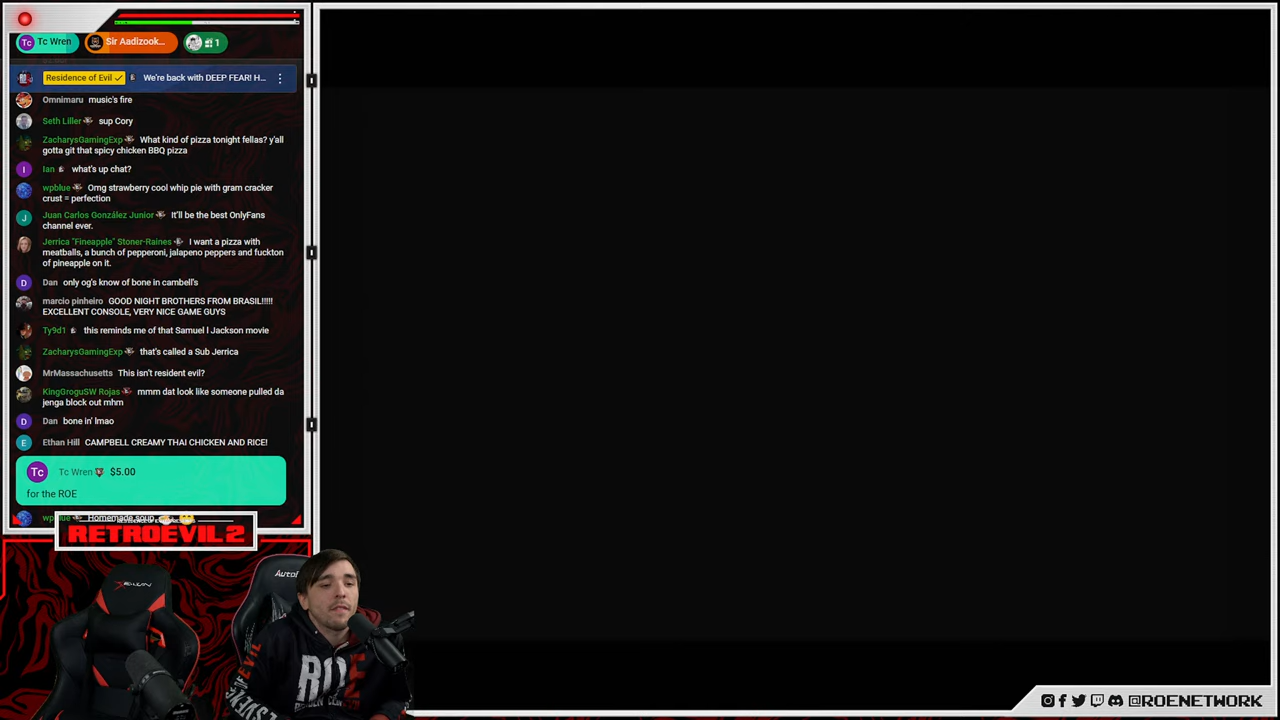 Tc Tc Wren Sir Aadizook... 1
Residence of Evil We're back with DEEP FEAR! H...
Omnimaru music's fire
Seth Liller sup Cory
ZacharysGamingExp What kind of pizza tonight fellas? y'all
gotta git that spicy chicken BBQ pizza
I Ian what's up chat?
wpblue Omg strawberry cool whip pie with gram cracker
crust = perfection
J Juan Carlos González Junior It'll be the best OnlyFans
channel ever.
Jerrica "Fineapple" Stoner-Raines I want a pizza with
meatballs, a bunch of pepperoni, jalapeno peppers and fuckton
of pineapple on it.
D Dan only og's know of bone in cambell's
marcio pinheiro GOOD NIGHT BROTHERS FROM BRASIL!!!!!
EXCELLENT CONSOLE, VERY NICE GAME GUYS
Ty9d1 this reminds me of that Samuel l Jackson movie
ZacharysGamingExp that's called a Sub Jerrica
MrMassachusetts This isn't resident evil?
KingGroguSW Rojas mmm dat look like someone pulled da
jenga block out mhm
D Dan bone in' lmao
E Ethan Hill CAMPBELL CREAMY THAI CHICKEN AND RICE!
Tc Tc Wren $5.00
for the ROE
wpblue Homemade soup
RETROEVIL 2
ROE
@ROENETWORK